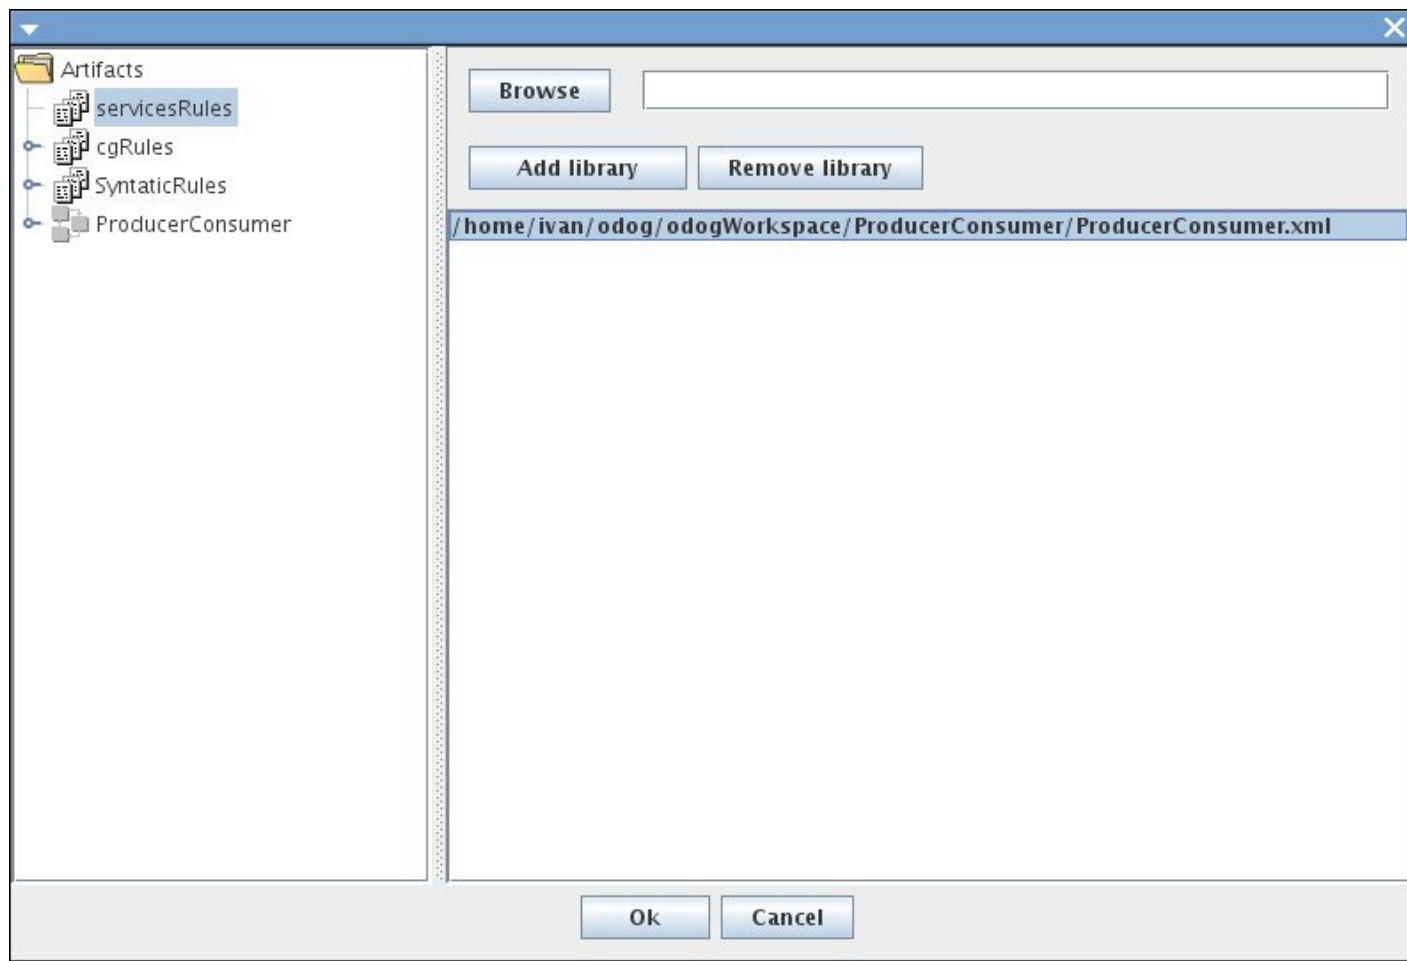 Artifacts
servicesRules
cgRules
SyntaticRules
ProducerConsumer
Browse
Add library
Remove library
/home/ivan/odog/odogWorkspace/ProducerConsumer/ProducerConsumer.xml
Ok
Cancel